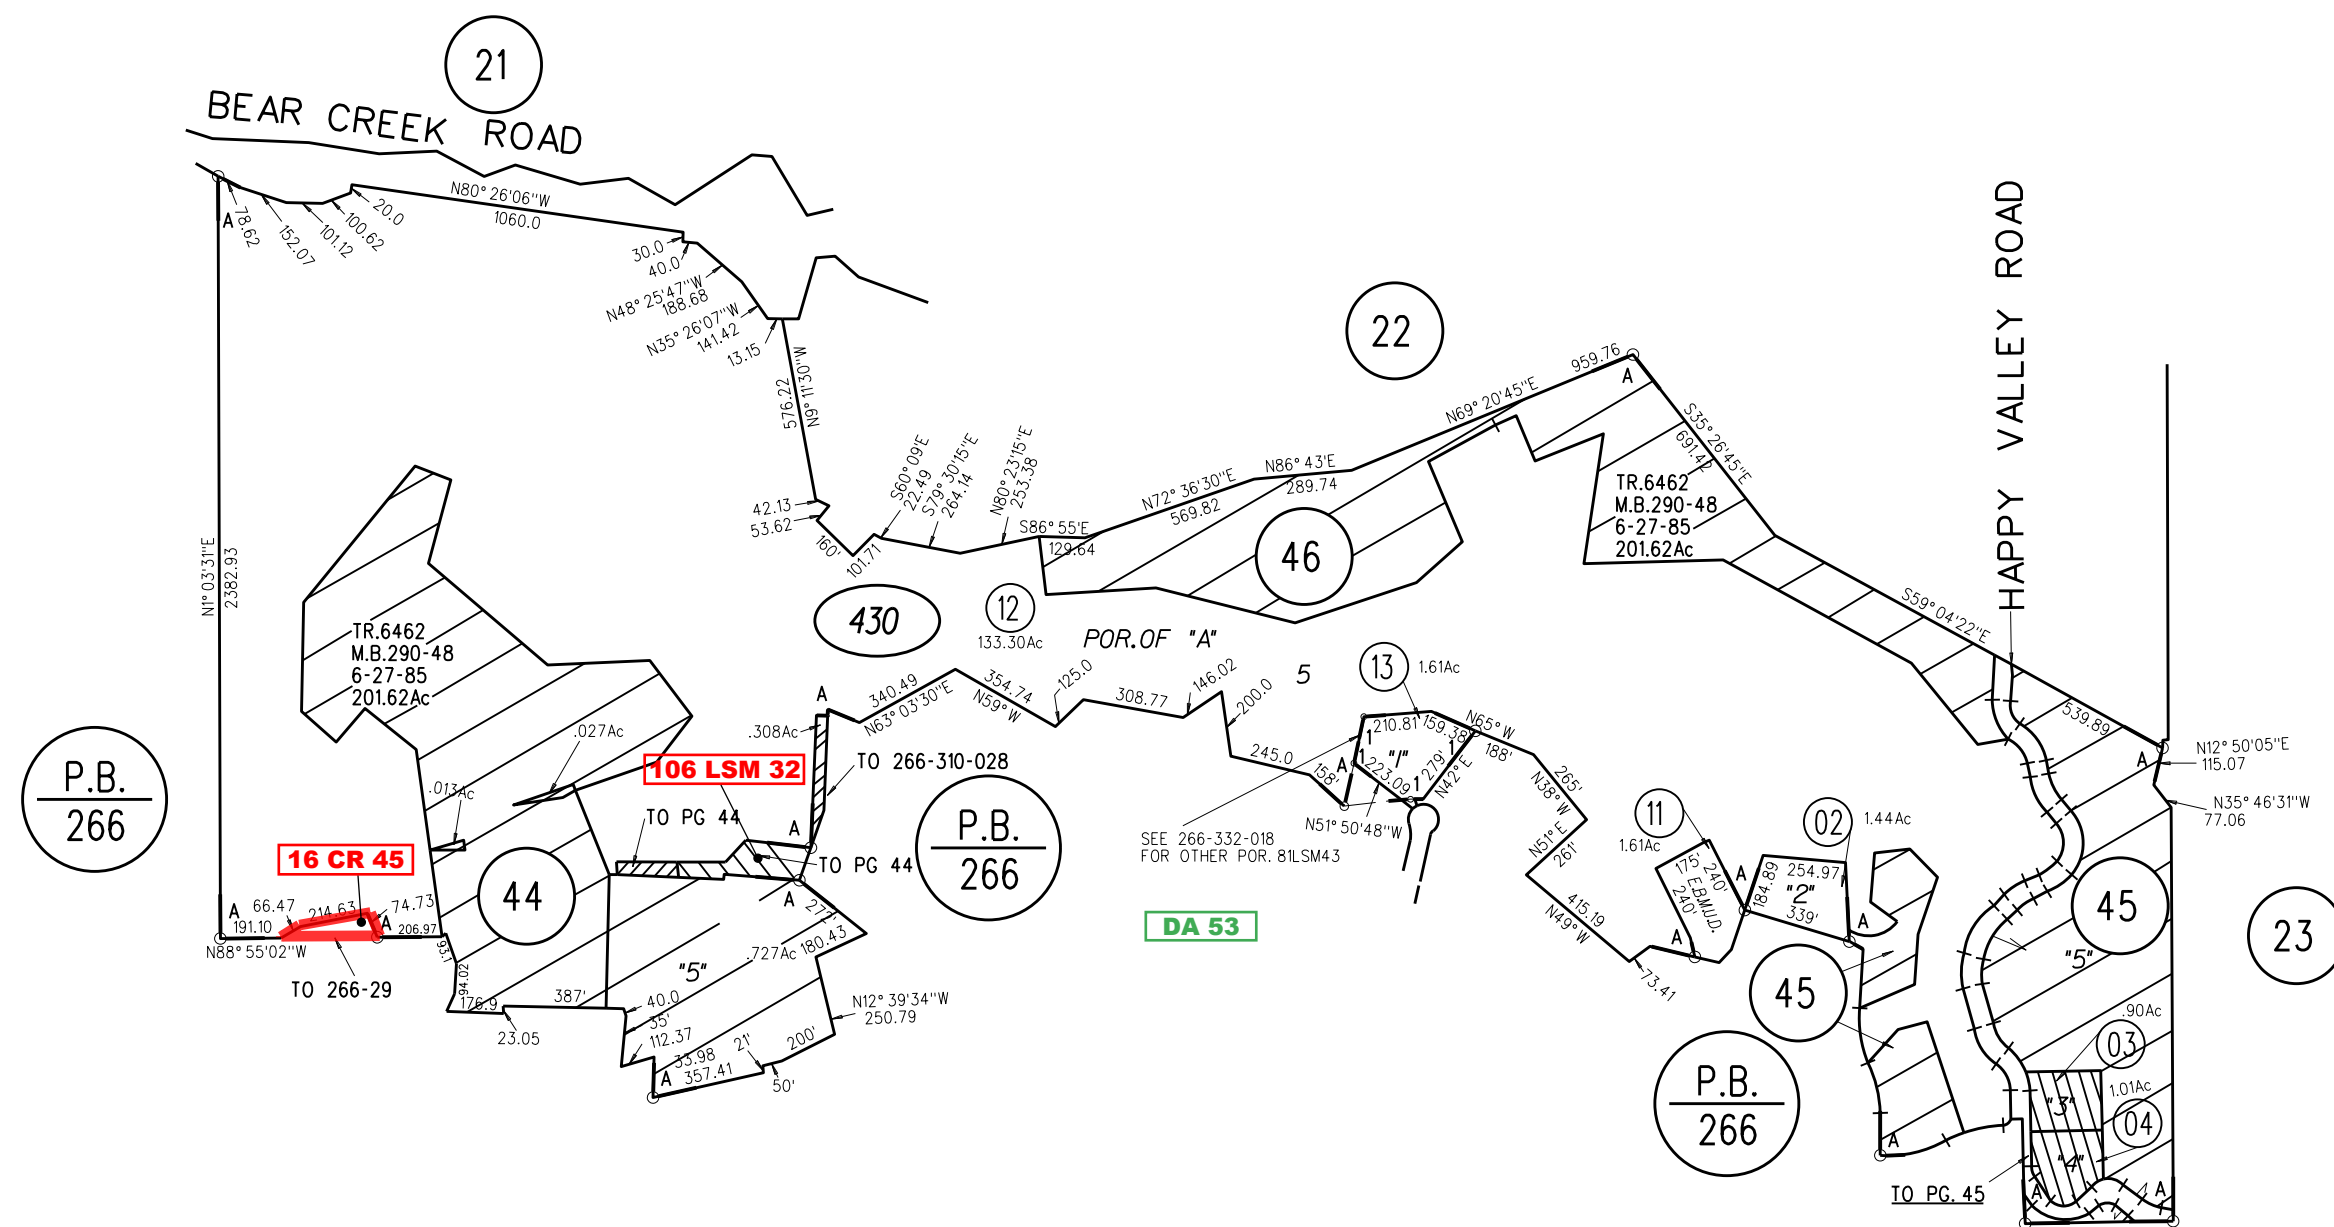 21
BEAR CREEK ROAD
N80° 26'06"W
1060.0
A
78.62
152.07
101.12
100.62
20.0
30.0
40.0
N48° 25'47"W
188.68
N35° 26'07"W
141.42
13.15
N9° 11'30"W
576.22
22
HAPPY VALLEY ROAD
959.76
A
N69° 20'45"E
S35° 26'45"E
691.42
N86° 43'E
289.74
N72° 36'30"E
569.82
S86° 55'E
129.64
N80° 23'15"E
253.38
S79° 30'15"E
264.14
S60° 09'E
22.49
42.13
53.62
160'
101.71
TR.6462
M.B.290-48
6-27-85
201.62Ac
46
N1° 03'31"E
2382.93
430
12
133.30Ac
POR.OF "A"
5
13
1.61Ac
S59° 04'22"E
539.89
TR.6462
M.B.290-48
6-27-85
201.62Ac
A
340.49
N63° 03'30"E
354.74
N59° W
125.0
308.77
146.02
200.0
245.0
158'
A
210.81
159.38
1
1
1
1
"1"
223.09
279'
N42° E
N65° W
188'
265'
N38° W
N51° 50'48"W
N51° E
261'
415.19
N49° W
73.41
N12° 50'05"E
115.07
A
N35° 46'31"W
77.06
P.B.
266
.027Ac
.013Ac
.308Ac
106 LSM 32
TO 266-310-028
TO PG 44
A
TO PG 44
A
P.B.
266
SEE 266-332-018
FOR OTHER POR. 81LSM43
11
1.61Ac
02
1.44Ac
175'
240'
E.B.M.U.D.
240'
A
A
184.89
254.97
"2"
339'
A
16 CR 45
A
191.10
66.47
214.63
74.73
A
206.97
N88° 55'02"W
TO 266-29
44
93.1
94.02
176.9
387'
23.05
272'
180.43
.727Ac
"5"
40.0
35'
112.37
33.98
357.41
A
21'
200'
50'
N12° 39'34"W
250.79
DA 53
45
45
"5"
23
P.B.
266
A
.90Ac
03
"3"
1.01Ac
04
"4"
TO PG. 45
A
A